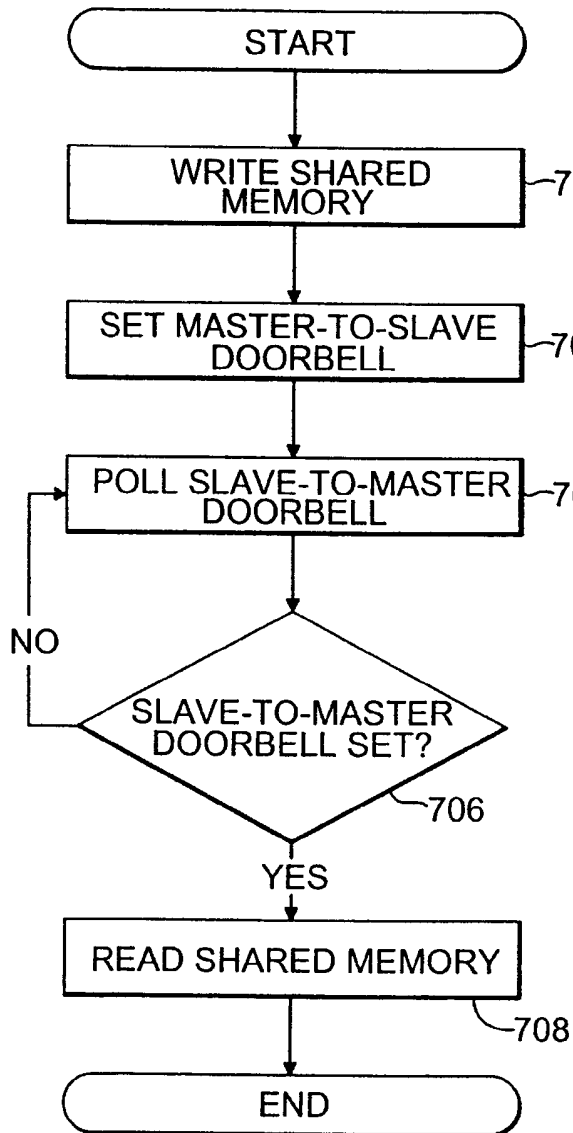 START
WRITE SHARED
MEMORY
SET MASTER-TO-SLAVE
DOORBELL
POLL SLAVE-TO-MASTER
DOORBELL
NO
SLAVE-TO-MASTER
DOORBELL SET?
706
YES
READ SHARED MEMORY
708
END